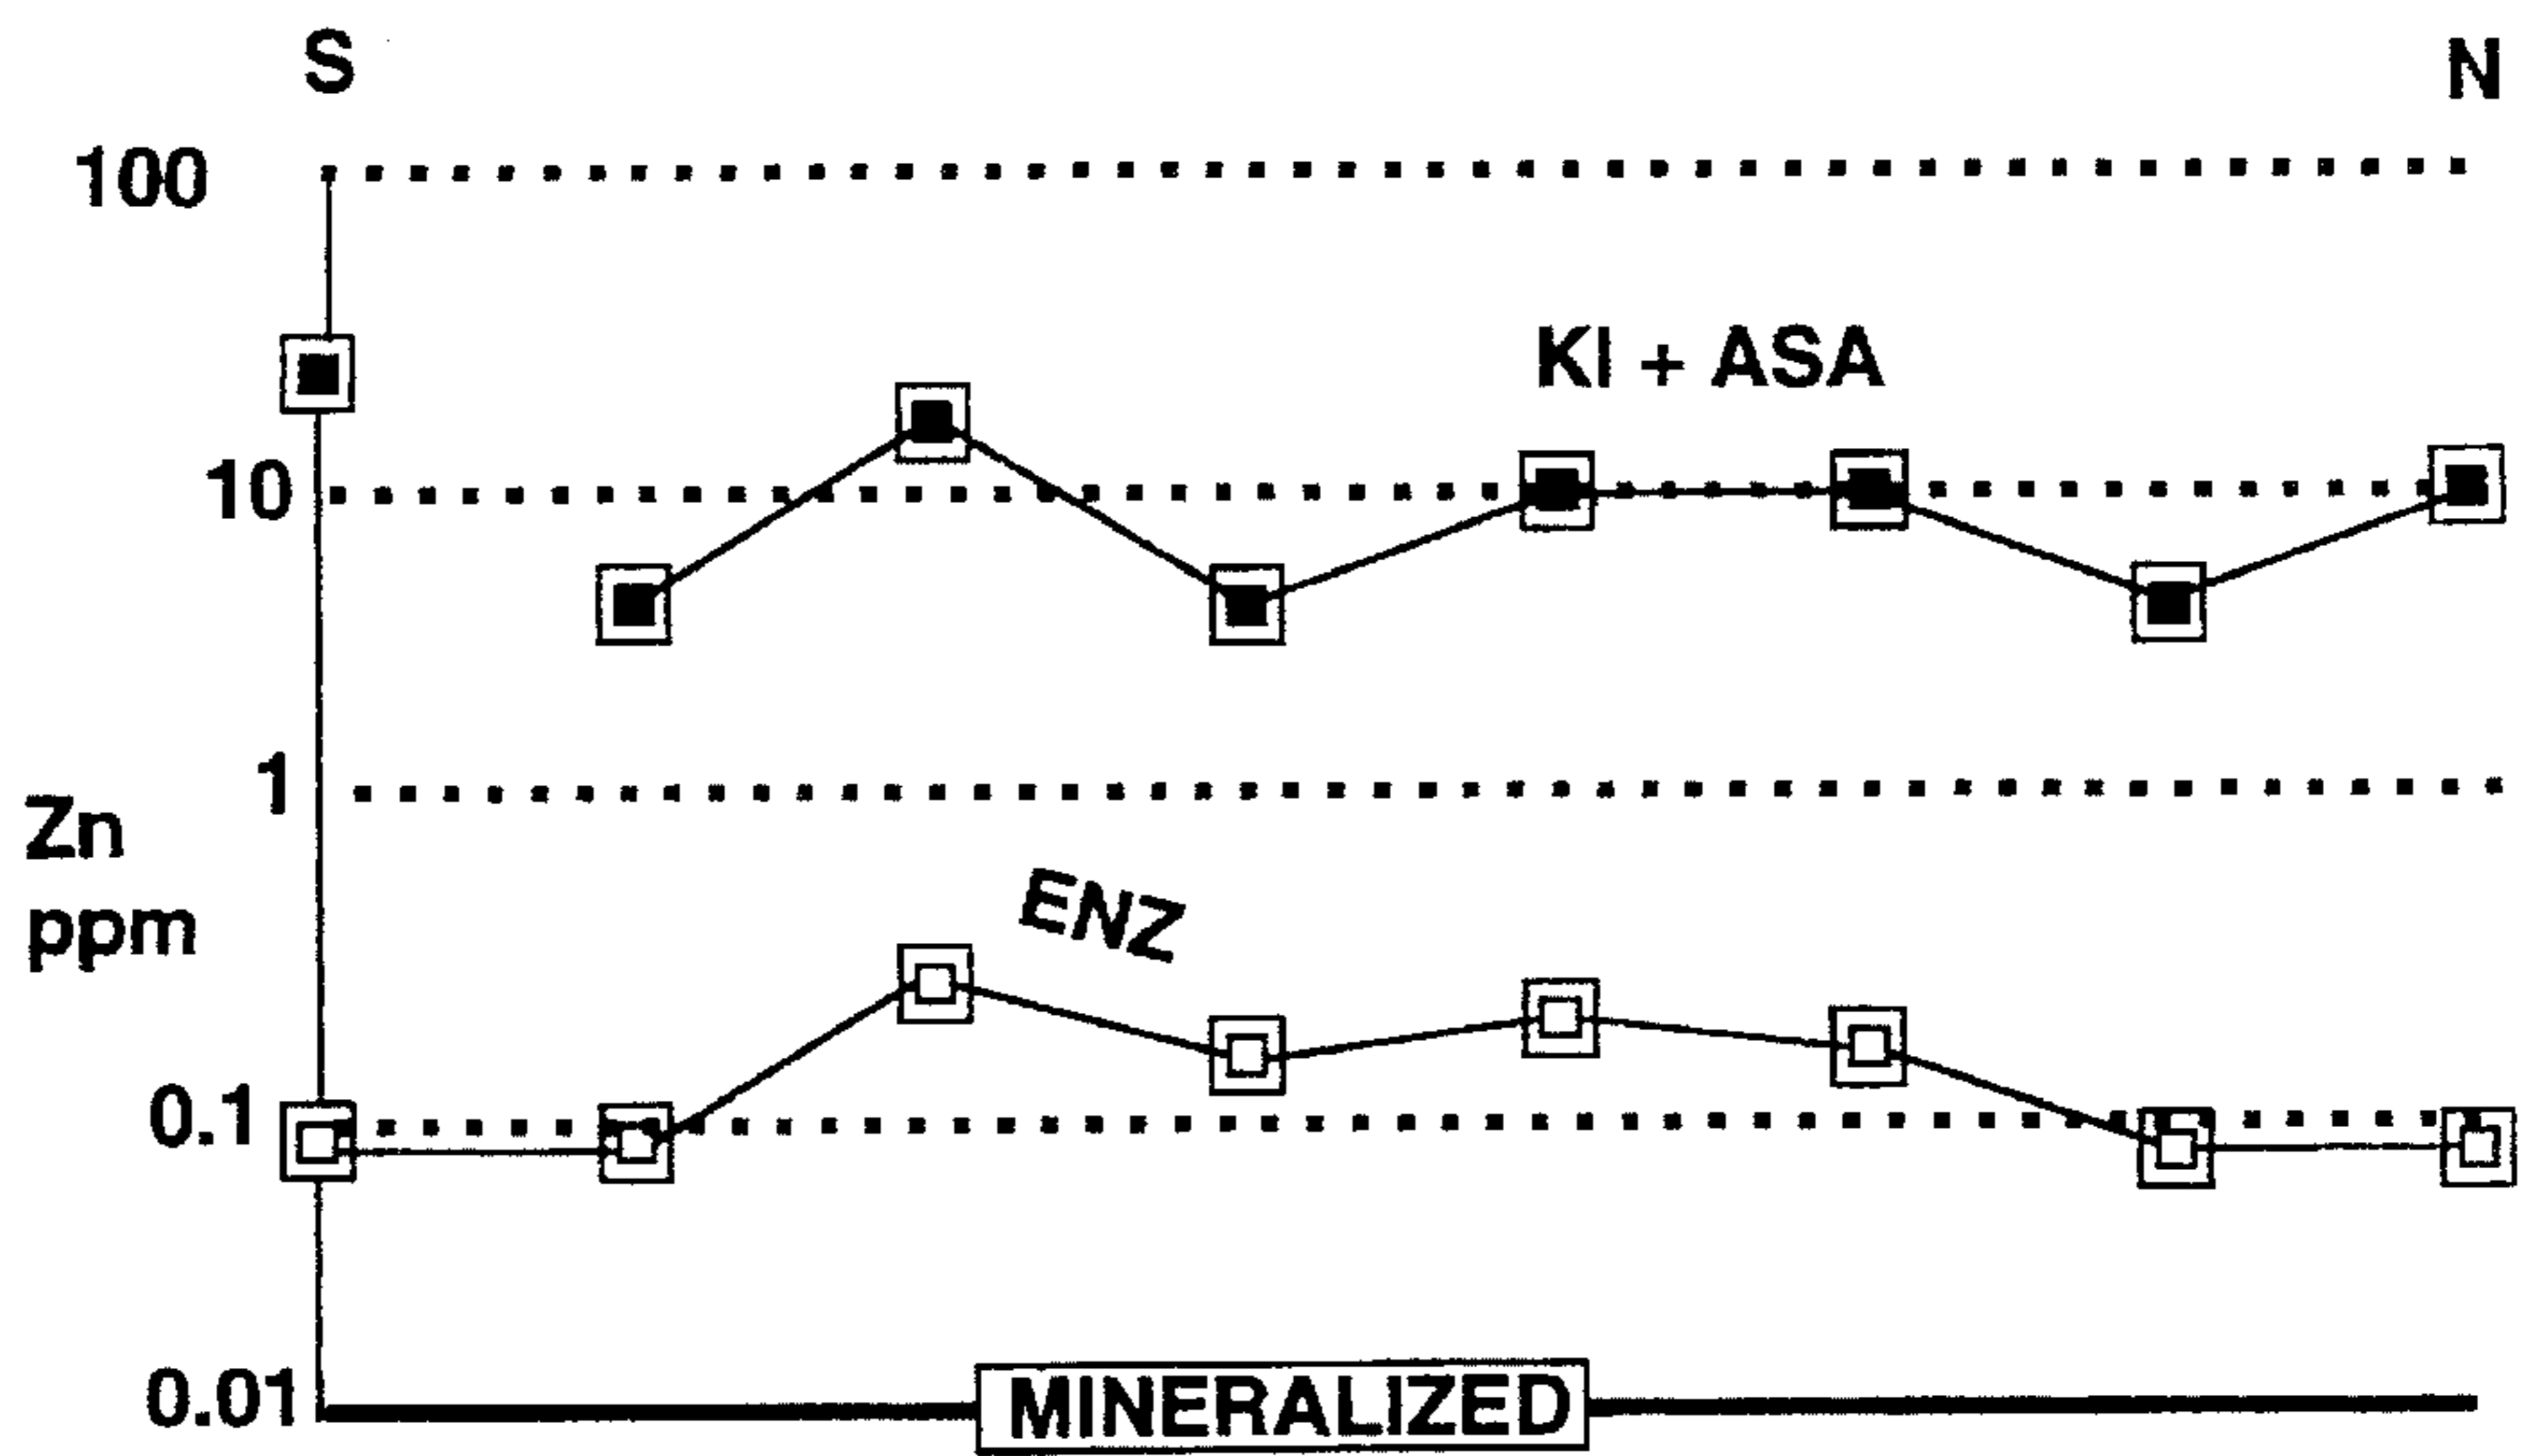 S
N
100
KI + ASA
10
1
Zn
ppm
ENZ
0.1
0.01
MINERALIZED